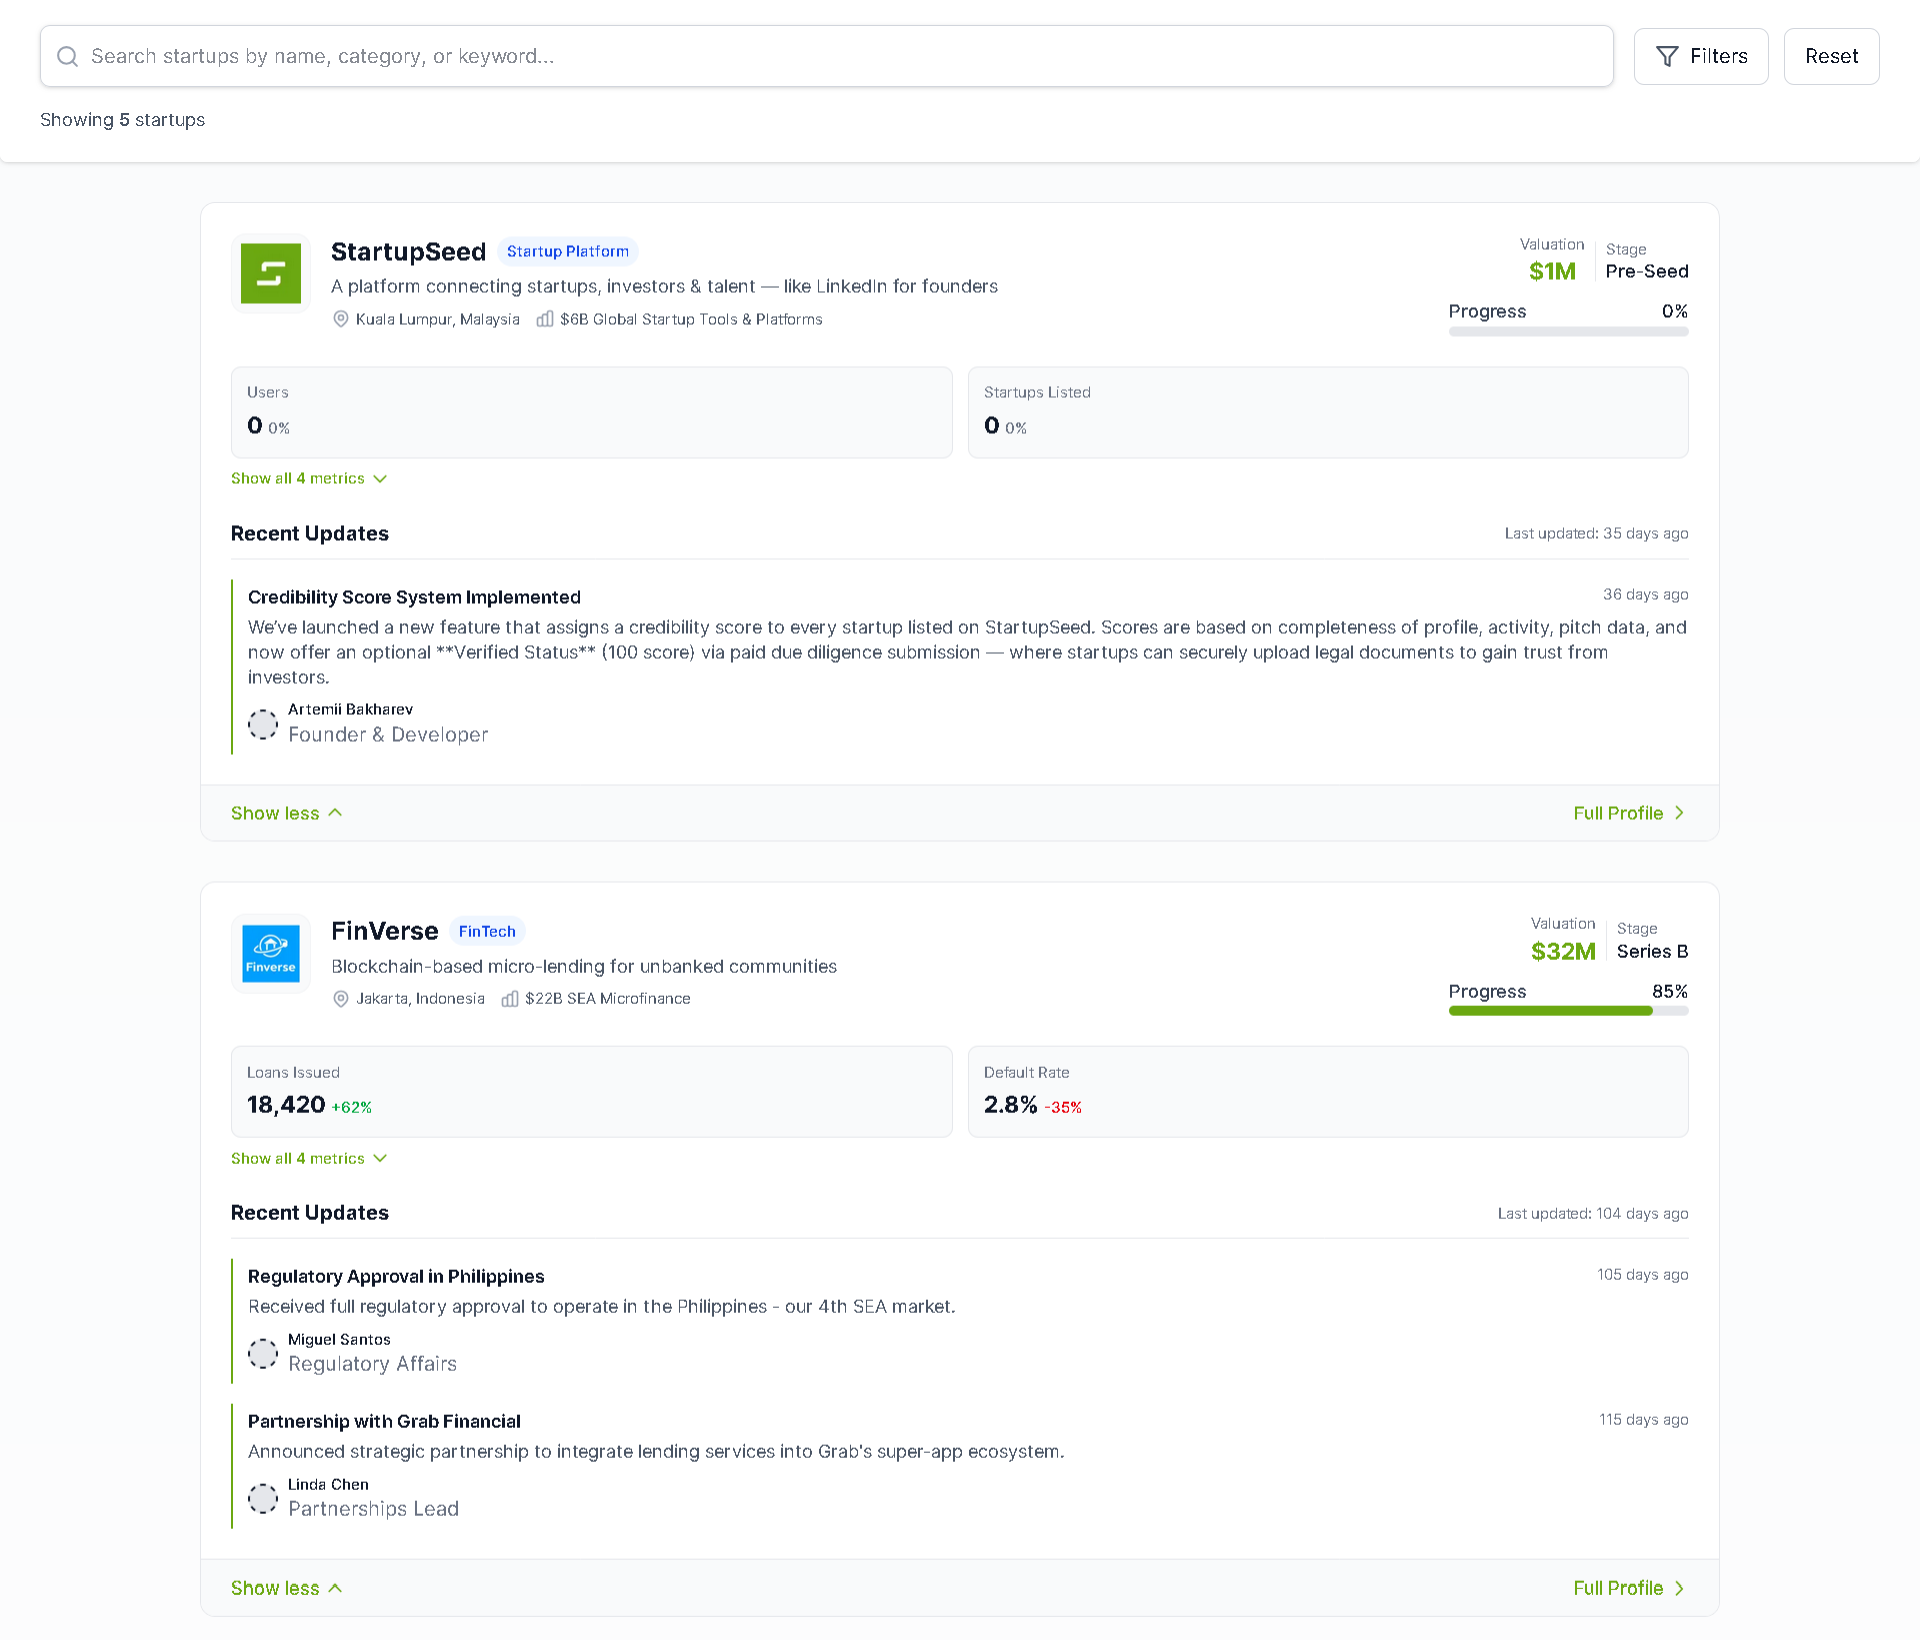 Search startups by name, category, or keyword...
Filters
Reset
Showing 5 startups
StartupSeed
Startup Platform
A platform connecting startups, investors & talent — like LinkedIn for founders
Kuala Lumpur, Malaysia
$6B Global Startup Tools & Platforms
Valuation
$1M
Stage
Pre-Seed
Progress
0%
Users
0 0%
Startups Listed
0 0%
Show all 4 metrics
Recent Updates
Last updated: 35 days ago
Credibility Score System Implemented
36 days ago
We’ve launched a new feature that assigns a credibility score to every startup listed on StartupSeed. Scores are based on completeness of profile, activity, pitch data, and
now offer an optional **Verified Status** (100 score) via paid due diligence submission — where startups can securely upload legal documents to gain trust from
investors.
Artemii Bakharev
Founder & Developer
Show less
Full Profile
Finverse
FinVerse
FinTech
Blockchain-based micro-lending for unbanked communities
Jakarta, Indonesia
$22B SEA Microfinance
Valuation
$32M
Stage
Series B
Progress
85%
Loans Issued
18,420 +62%
Default Rate
2.8% -35%
Show all 4 metrics
Recent Updates
Last updated: 104 days ago
Regulatory Approval in Philippines
105 days ago
Received full regulatory approval to operate in the Philippines - our 4th SEA market.
Miguel Santos
Regulatory Affairs
Partnership with Grab Financial
115 days ago
Announced strategic partnership to integrate lending services into Grab's super-app ecosystem.
Linda Chen
Partnerships Lead
Show less
Full Profile